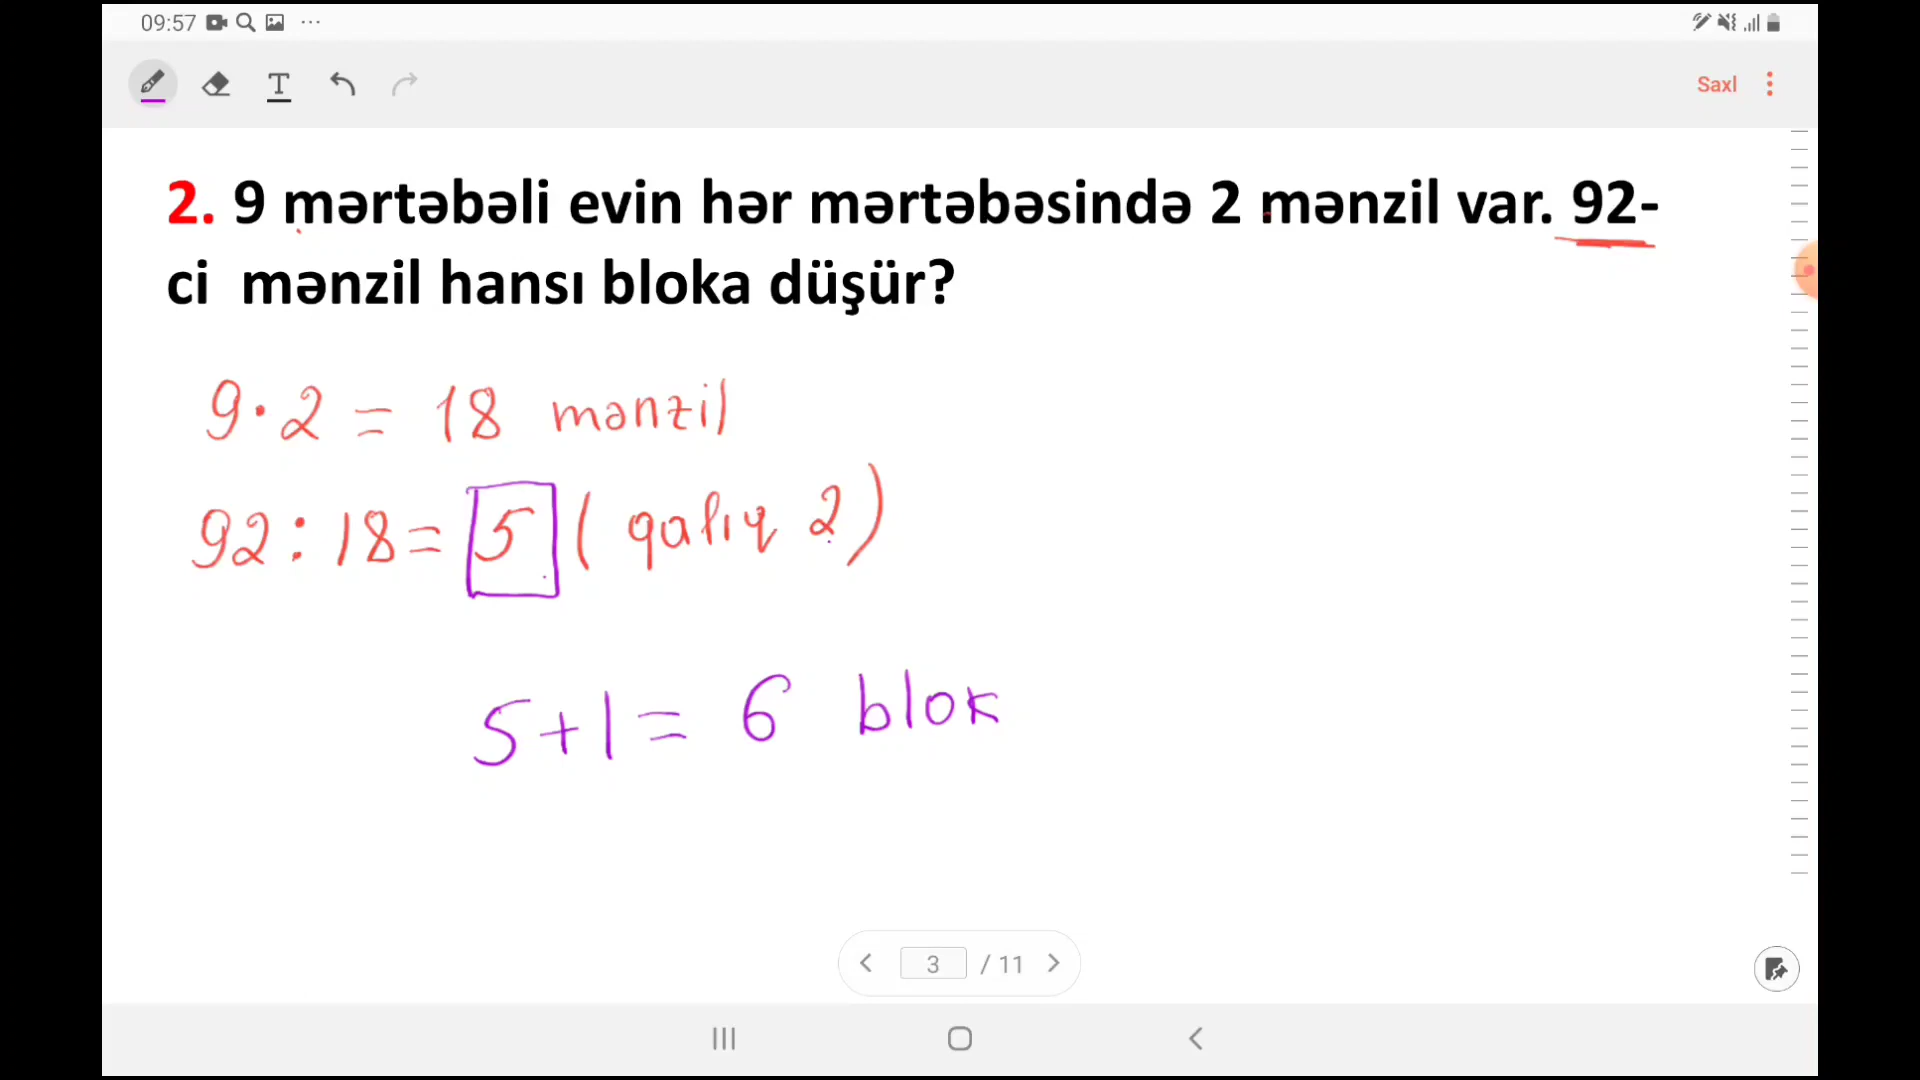 09:57
Saxl
2. 9 mərtəbəli evin hər mərtəbəsində 2 mənzil var. 92-
ci mənzil hansı bloka düşür?
9·2 = 18 mənzil
92:18=5 (qalıq 2)
5+1= 6 blok
3 / 11